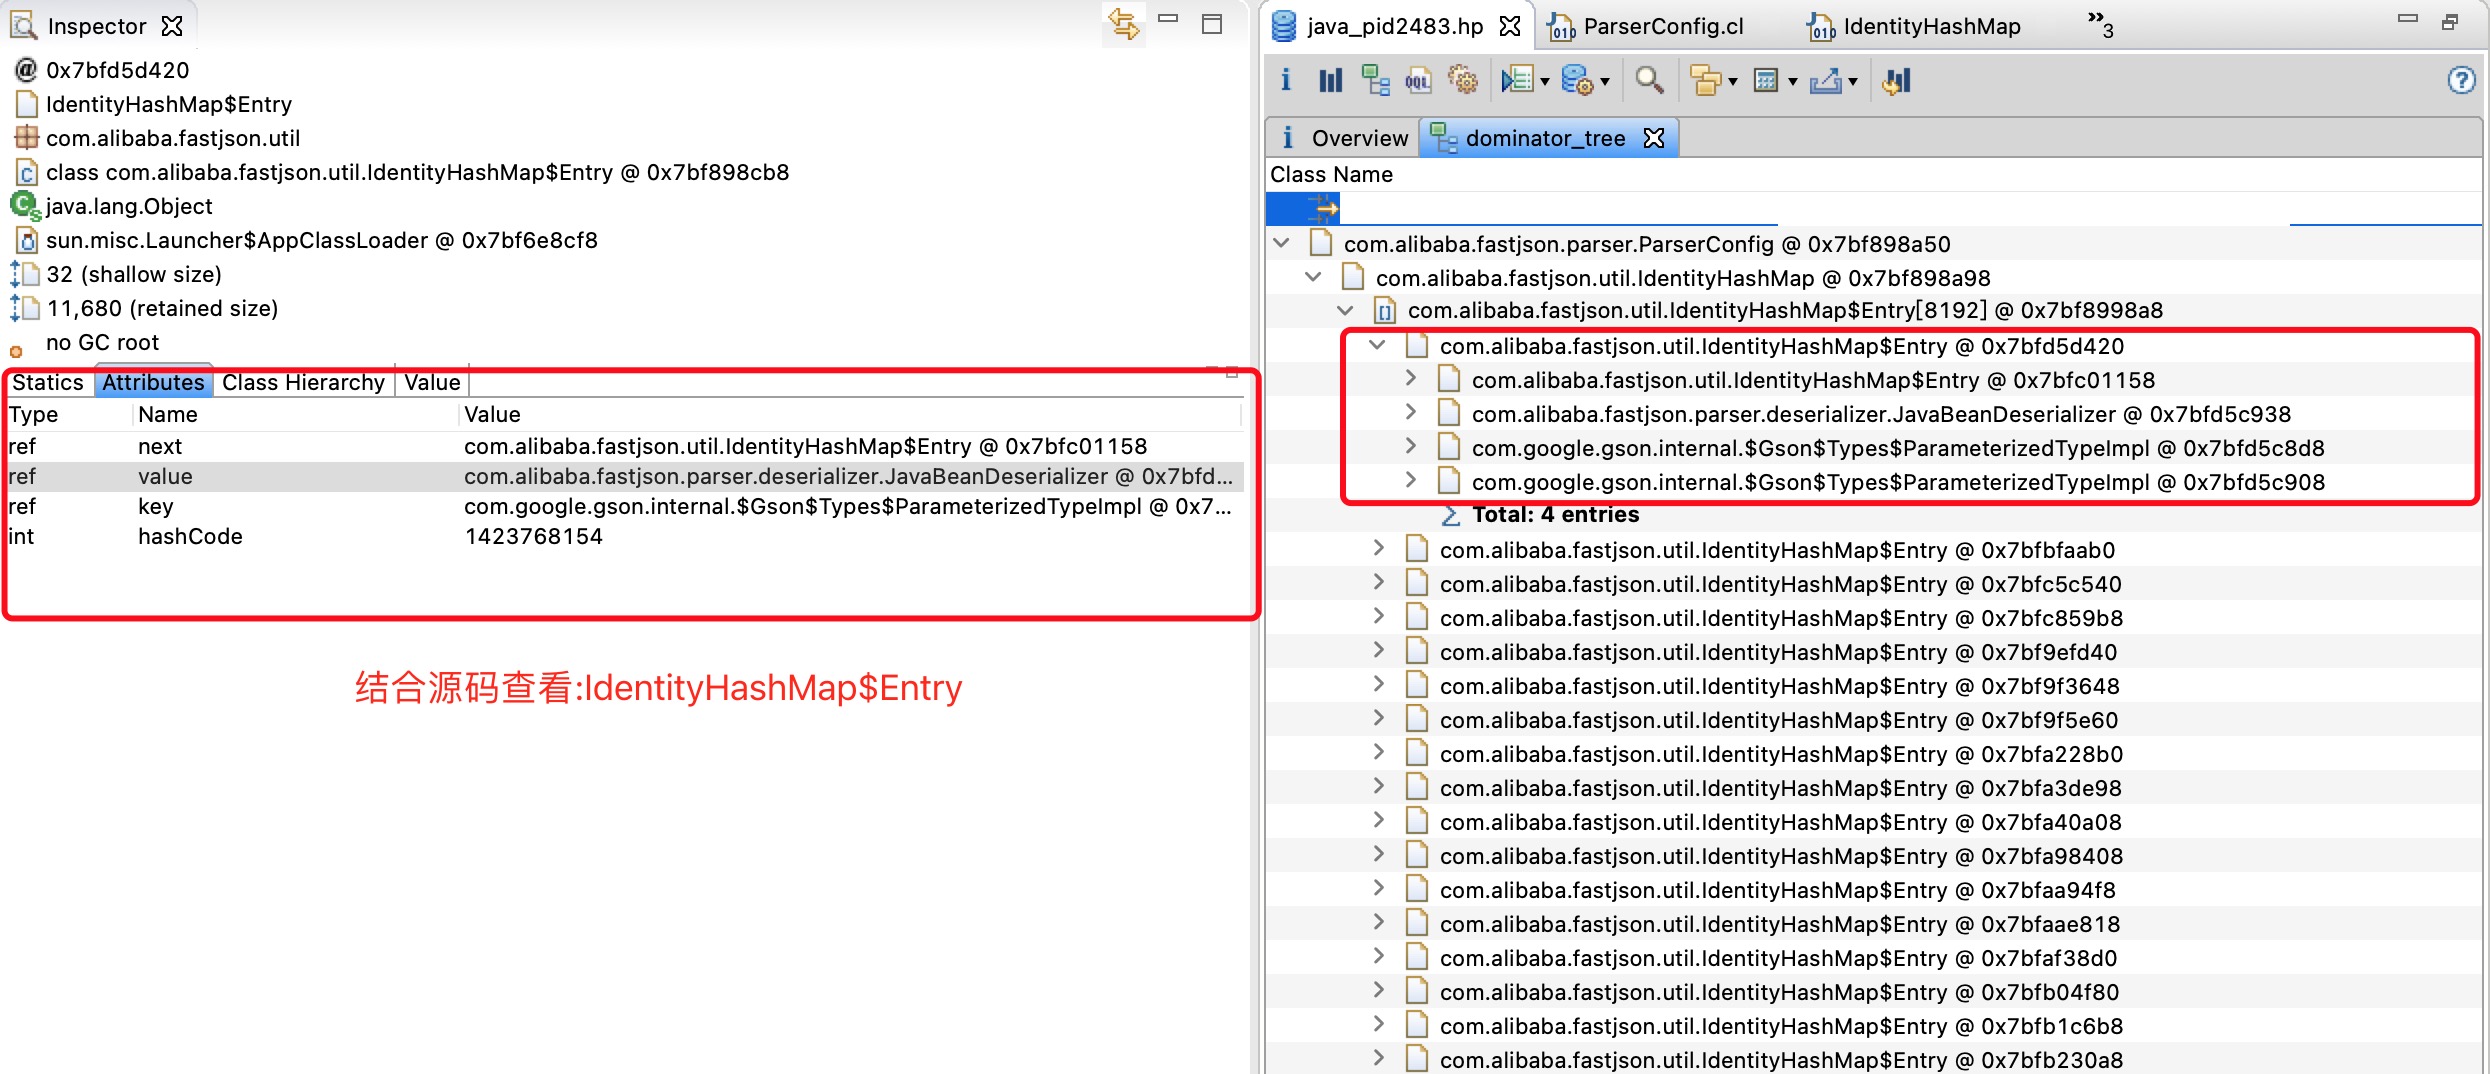 Inspector
@ 0x7bfd5d420
IdentityHashMap$Entry
com.alibaba.fastjson.util
class com.alibaba.fastjson.util.IdentityHashMap$Entry @ 0x7bf898cb8
java.lang.Object
sun.misc.Launcher$AppClassLoader @ 0x7bf6e8cf8
32 (shallow size)
11,680 (retained size)
no GC root
Statics Attributes Class Hierarchy Value
Type Name Value
ref next com.alibaba.fastjson.util.IdentityHashMap$Entry @ 0x7bfc01158
ref value com.alibaba.fastjson.parser.deserializer.JavaBeanDeserializer @ 0x7bfd...
ref key com.google.gson.internal.$Gson$Types$ParameterizedTypeImpl @ 0x7...
int hashCode 1423768154
结合源码查看:IdentityHashMap$Entry
java_pid2483.hp ParserConfig.cl IdentityHashMap »3
Overview dominator_tree
Class Name
com.alibaba.fastjson.parser.ParserConfig @ 0x7bf898a50
com.alibaba.fastjson.util.IdentityHashMap @ 0x7bf898a98
com.alibaba.fastjson.util.IdentityHashMap$Entry[8192] @ 0x7bf8998a8
com.alibaba.fastjson.util.IdentityHashMap$Entry @ 0x7bfd5d420
com.alibaba.fastjson.util.IdentityHashMap$Entry @ 0x7bfc01158
com.alibaba.fastjson.parser.deserializer.JavaBeanDeserializer @ 0x7bfd5c938
com.google.gson.internal.$Gson$Types$ParameterizedTypeImpl @ 0x7bfd5c8d8
com.google.gson.internal.$Gson$Types$ParameterizedTypeImpl @ 0x7bfd5c908
Total: 4 entries
com.alibaba.fastjson.util.IdentityHashMap$Entry @ 0x7bfbfaab0
com.alibaba.fastjson.util.IdentityHashMap$Entry @ 0x7bfc5c540
com.alibaba.fastjson.util.IdentityHashMap$Entry @ 0x7bfc859b8
com.alibaba.fastjson.util.IdentityHashMap$Entry @ 0x7bf9efd40
com.alibaba.fastjson.util.IdentityHashMap$Entry @ 0x7bf9f3648
com.alibaba.fastjson.util.IdentityHashMap$Entry @ 0x7bf9f5e60
com.alibaba.fastjson.util.IdentityHashMap$Entry @ 0x7bfa228b0
com.alibaba.fastjson.util.IdentityHashMap$Entry @ 0x7bfa3de98
com.alibaba.fastjson.util.IdentityHashMap$Entry @ 0x7bfa40a08
com.alibaba.fastjson.util.IdentityHashMap$Entry @ 0x7bfa98408
com.alibaba.fastjson.util.IdentityHashMap$Entry @ 0x7bfaa94f8
com.alibaba.fastjson.util.IdentityHashMap$Entry @ 0x7bfaae818
com.alibaba.fastjson.util.IdentityHashMap$Entry @ 0x7bfaf38d0
com.alibaba.fastjson.util.IdentityHashMap$Entry @ 0x7bfb04f80
com.alibaba.fastjson.util.IdentityHashMap$Entry @ 0x7bfb1c6b8
com.alibaba.fastjson.util.IdentityHashMap$Entry @ 0x7bfb230a8